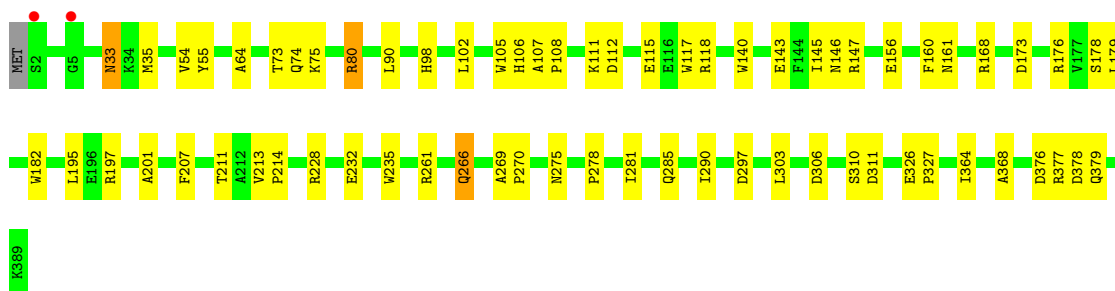 MET S2 G5 N33 K34 M35 V54 Y55 A64 T73 Q74 K75 R80 L90 H98 L102 W105 H106 A107 P108 K111 D112 E115 E116 W117 R118 W140 E143 F144 I145 N146 R147 E156 F160 N161 R168 D173 R176 V177 S178 L179
W182 L195 E196 R197 A201 F207 T211 A212 V213 P214 R228 E232 W235 R261 Q266 A269 P270 N275 P278 I281 Q285 I290 D297 L303 D306 S310 D311 E326 P327 I364 A368 D376 R377 D378 Q379
K389